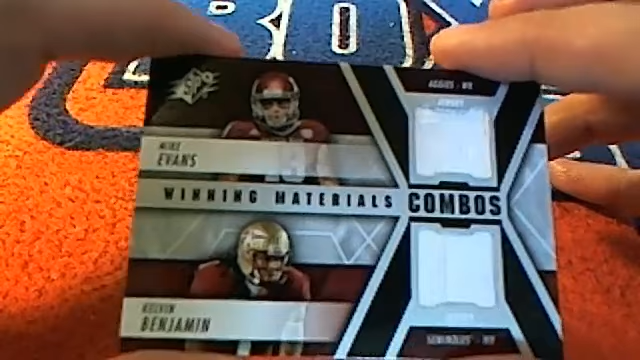 SPx
AGGIES - WR
JERSEY
MIKE
EVANS
WINNING MATERIALS COMBOS
KELVIN
BENJAMIN
SEMINOLES - WR